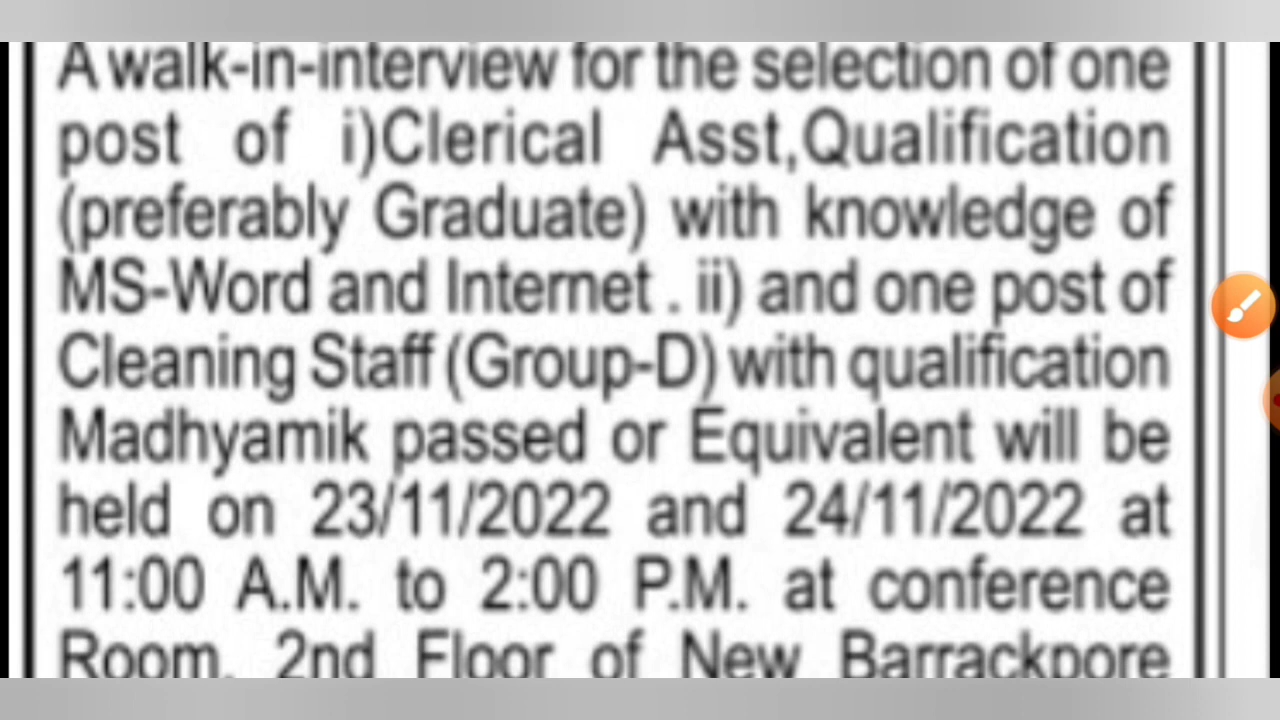 A walk-in-interview for the selection of one
post of i)Clerical Asst,Qualification
(preferably Graduate) with knowledge of
MS-Word and Internet . ii) and one post of
Cleaning Staff (Group-D) with qualification
Madhyamik passed or Equivalent will be
held on 23/11/2022 and 24/11/2022 at
11:00 A.M. to 2:00 P.M. at conference
Room, 2nd Floor of New Barrackpore